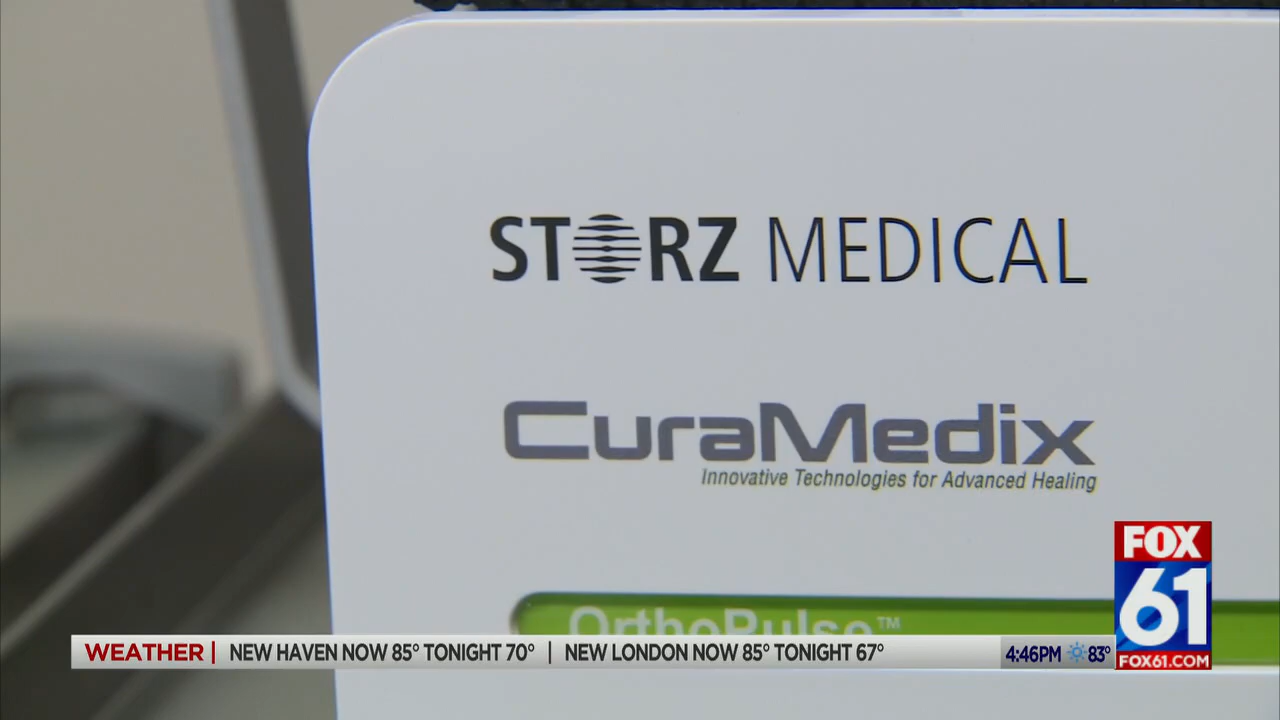 STORZ MEDICAL
CuraMedix
Innovative Technologies for Advanced Healing
OrthoPulse™
FOX
61
FOX61.COM
WEATHER | NEW HAVEN NOW 85° TONIGHT 70° | NEW LONDON NOW 85° TONIGHT 67°
4:46PM 83°